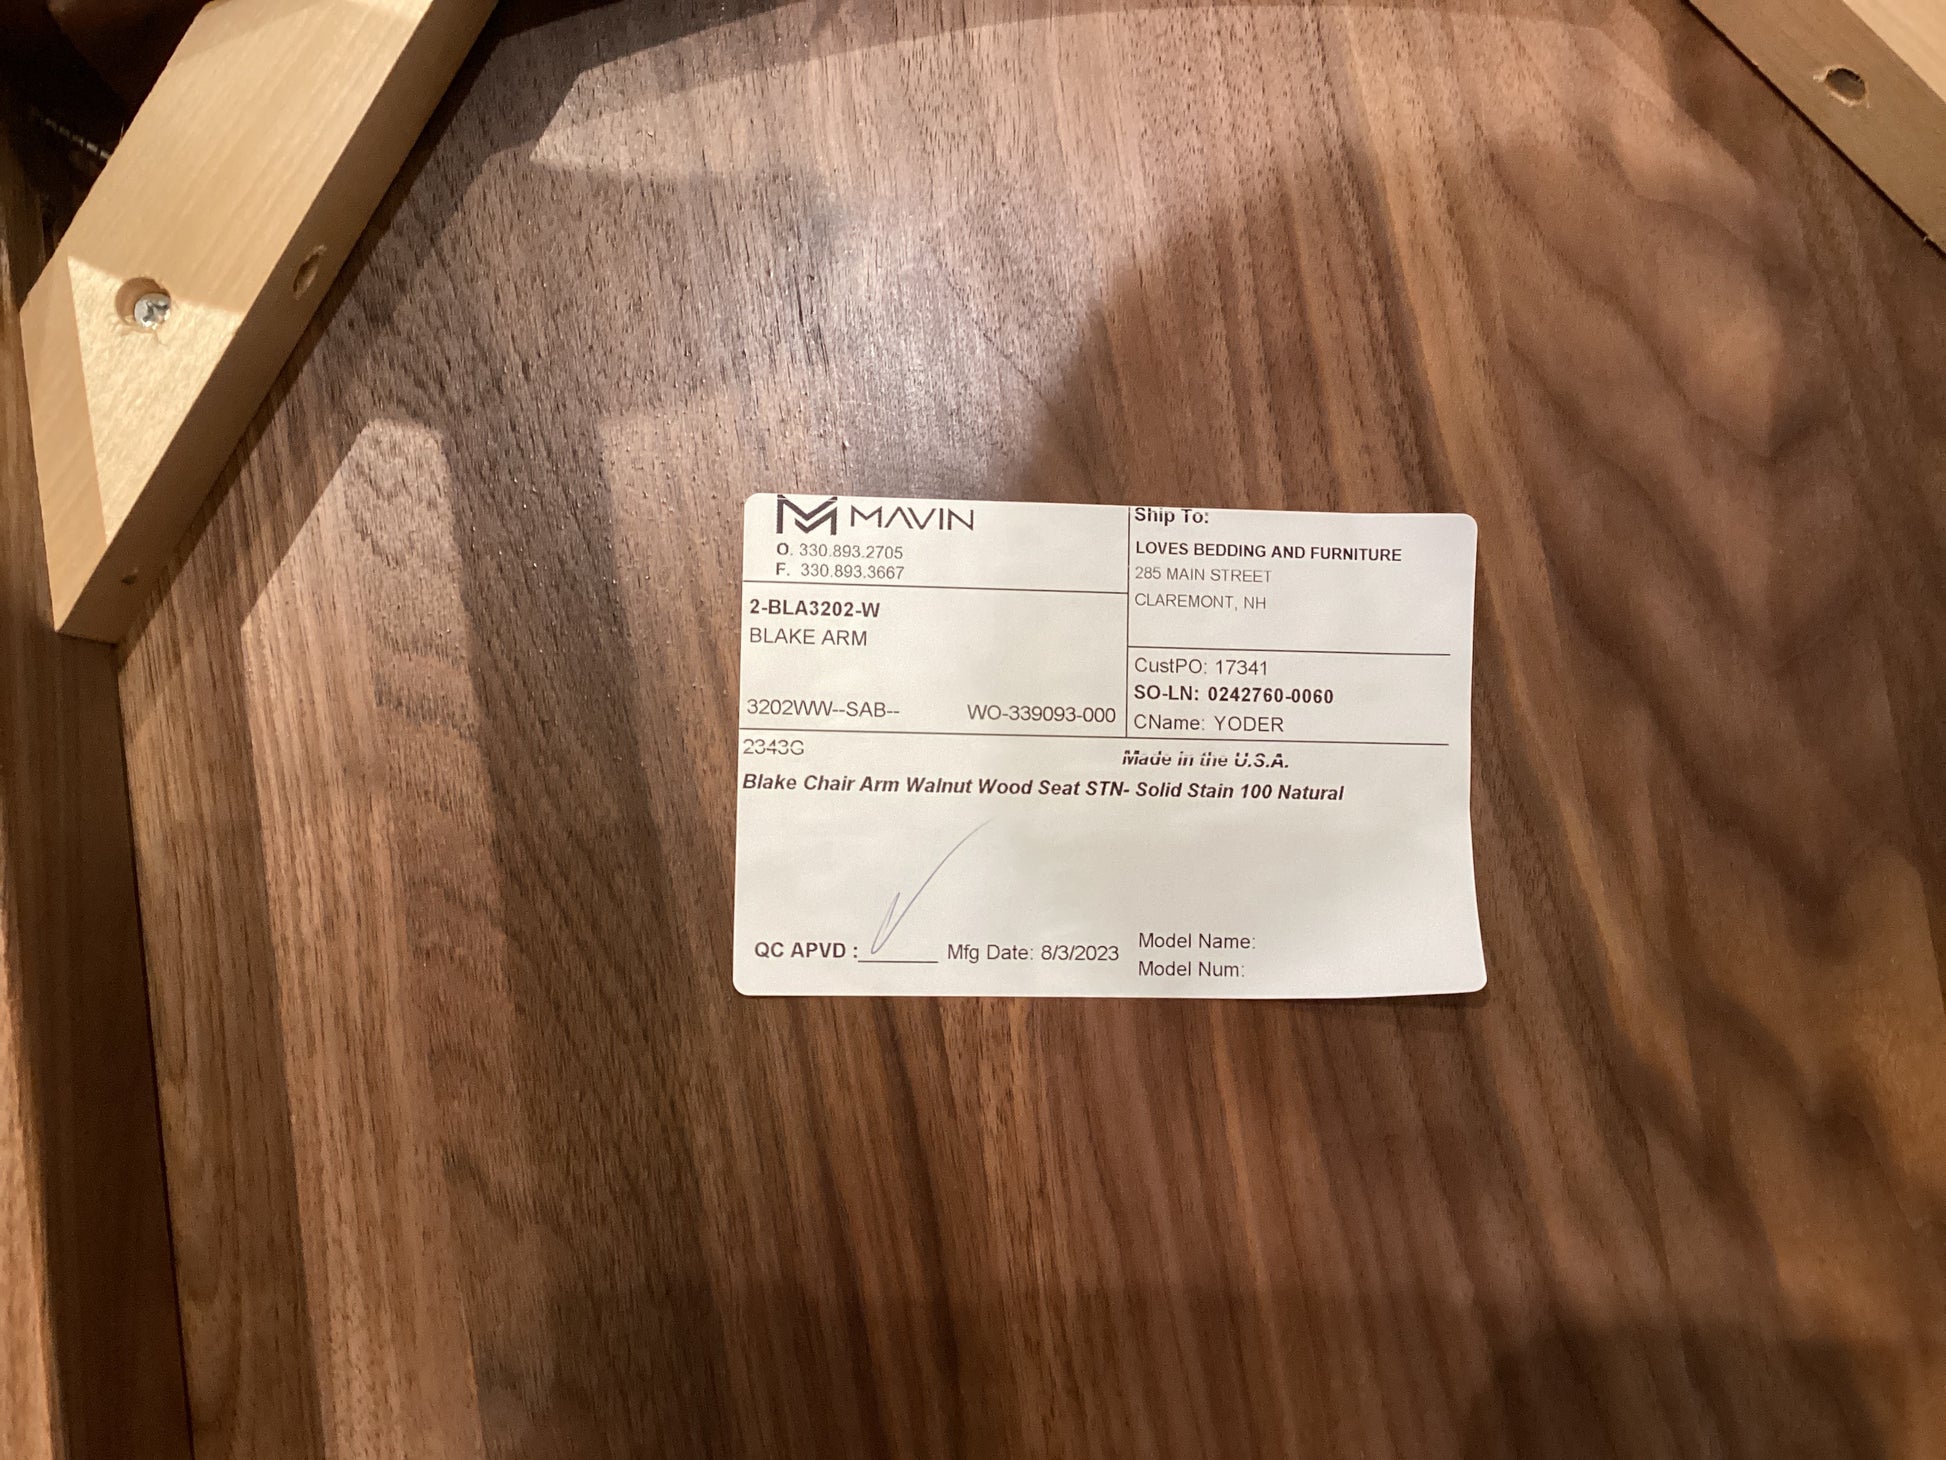 MAVIN
O. 330.893.2705
F. 330.893.3667
Ship To:
LOVES BEDDING AND FURNITURE
285 MAIN STREET
CLAREMONT, NH
2-BLA3202-W
BLAKE ARM
3202WW--SAB-- WO-339093-000
CustPO: 17341
SO-LN: 0242760-0060
CName: YODER
2343G
Made in the U.S.A.
Blake Chair Arm Walnut Wood Seat STN- Solid Stain 100 Natural
QC APVD : Mfg Date: 8/3/2023
Model Name:
Model Num: